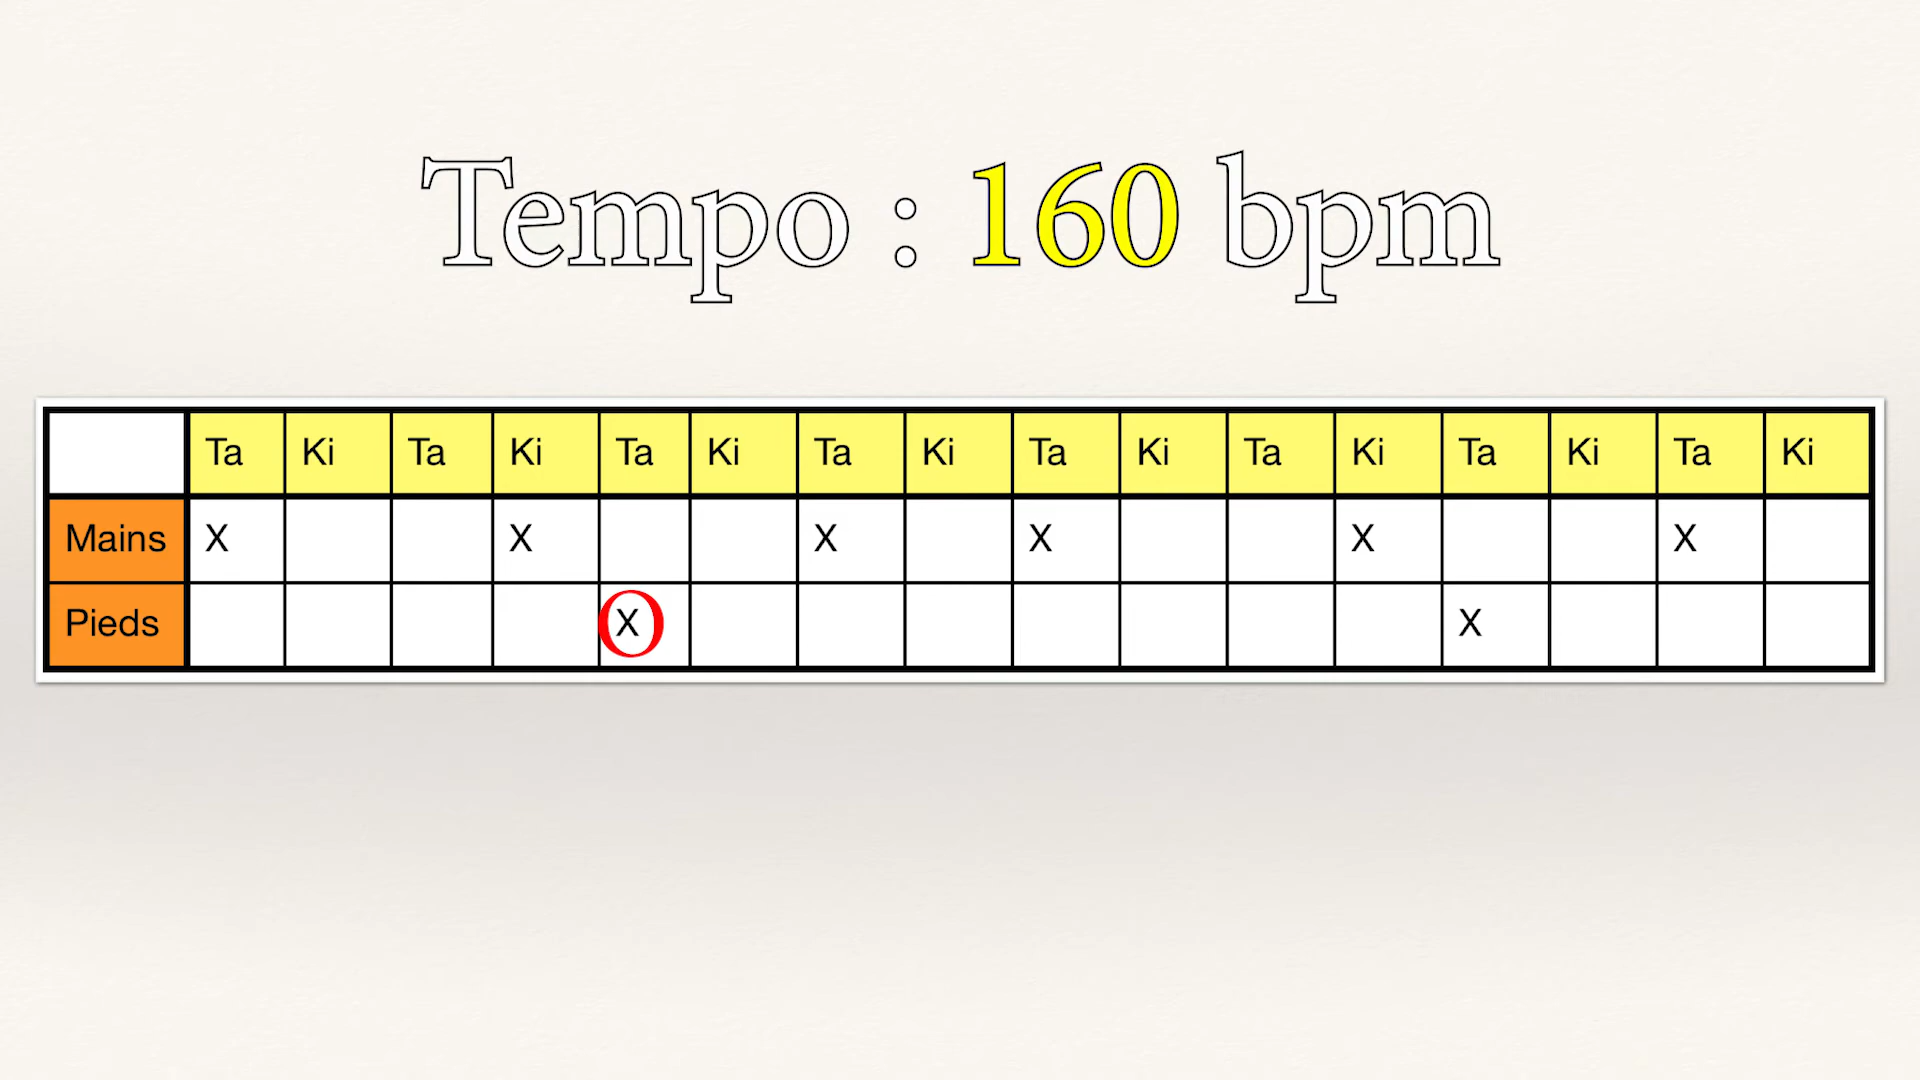 Tempo : 160 bpm
Ta Ki Ta Ki Ta Ki Ta Ki Ta Ki Ta Ki Ta Ki Ta Ki
Mains X X X X X X
Pieds X X